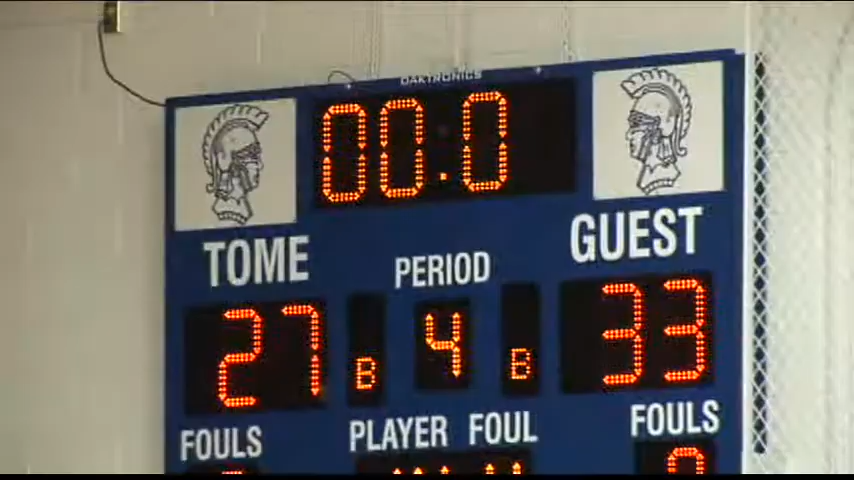 DAKTRONICS
00.0
TOME GUEST
PERIOD
27 B 4 B 33
FOULS PLAYER FOUL FOULS